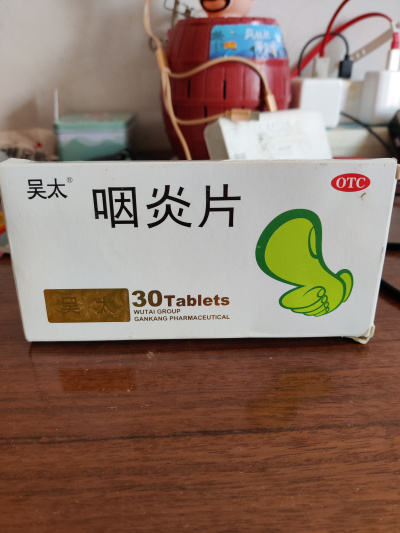 吴太®
咽炎片
OTC
吴太
30Tablets
WUTAI GROUP
GANKANG PHARMACEUTICAL